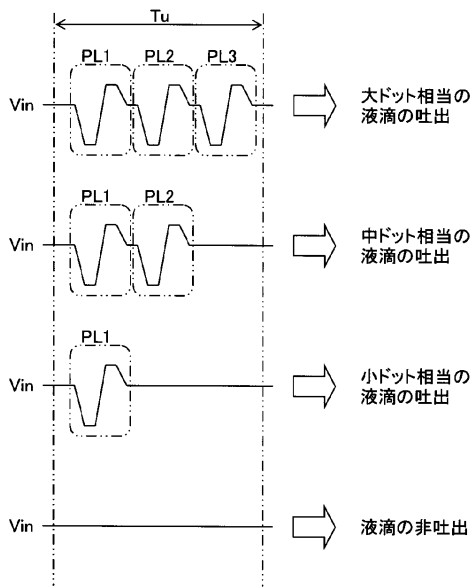 Tu
PL1 PL2 PL3
Vin
大ドット相当の
液滴の吐出
PL1 PL2
Vin
中ドット相当の
液滴の吐出
PL1
Vin
小ドット相当の
液滴の吐出
Vin
液滴の非吐出